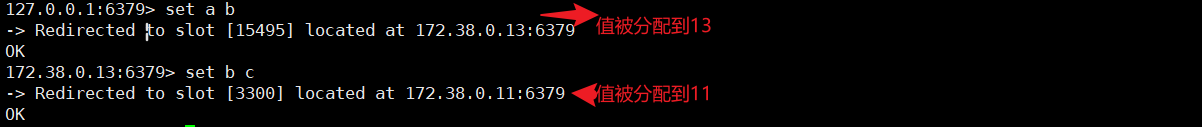 127.0.0.1:6379> set a b
-> Redirected to slot [15495] located at 172.38.0.13:6379
值被分配到13
OK
172.38.0.13:6379> set b c
-> Redirected to slot [3300] located at 172.38.0.11:6379
值被分配到11
OK